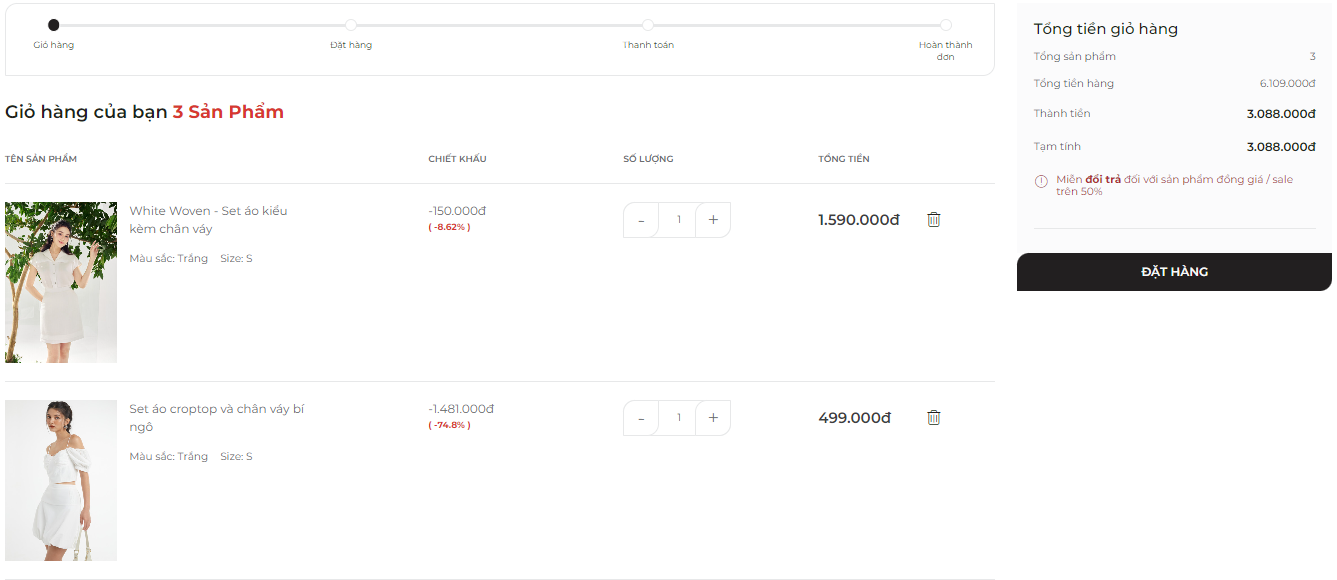 Giỏ hàng
Đặt hàng
Thanh toán
Hoàn thành
đơn
Giỏ hàng của bạn 3 Sản Phẩm
TÊN SẢN PHẨM
CHIẾT KHẤU
SỐ LƯỢNG
TỔNG TIỀN
White Woven - Set áo kiểu
kèm chân váy
Màu sắc: Trắng Size: S
-150.000đ
( -8.62% )
- 1 +
1.590.000đ
Set áo croptop và chân váy bí
ngô
Màu sắc: Trắng Size: S
-1.481.000đ
( -74.8% )
- 1 +
499.000đ
Tổng tiền giỏ hàng
Tổng sản phẩm 3
Tổng tiền hàng 6.109.000đ
Thành tiền 3.088.000đ
Tạm tính 3.088.000đ
Miễn đổi trả đối với sản phẩm đồng giá / sale
trên 50%
ĐẶT HÀNG